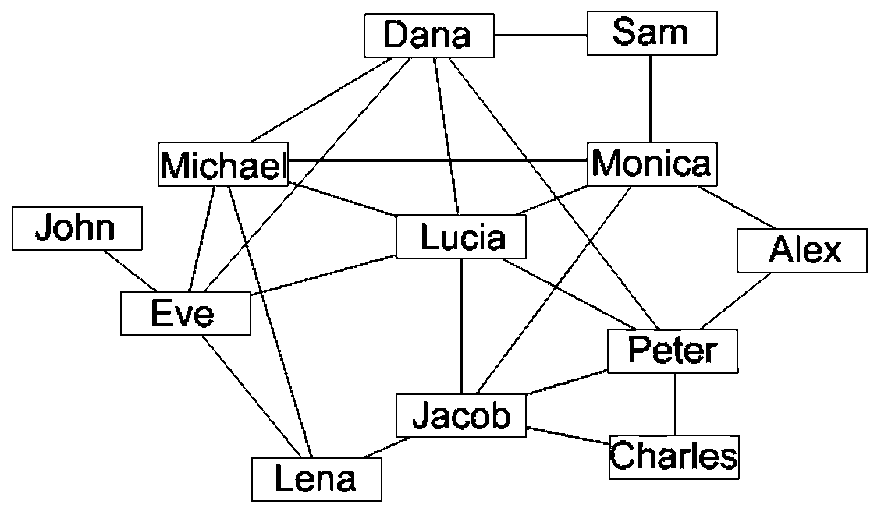 Dana
Sam
Michael
Monica
John
Lucia
Alex
Eve
Peter
Jacob
Charles
Lena